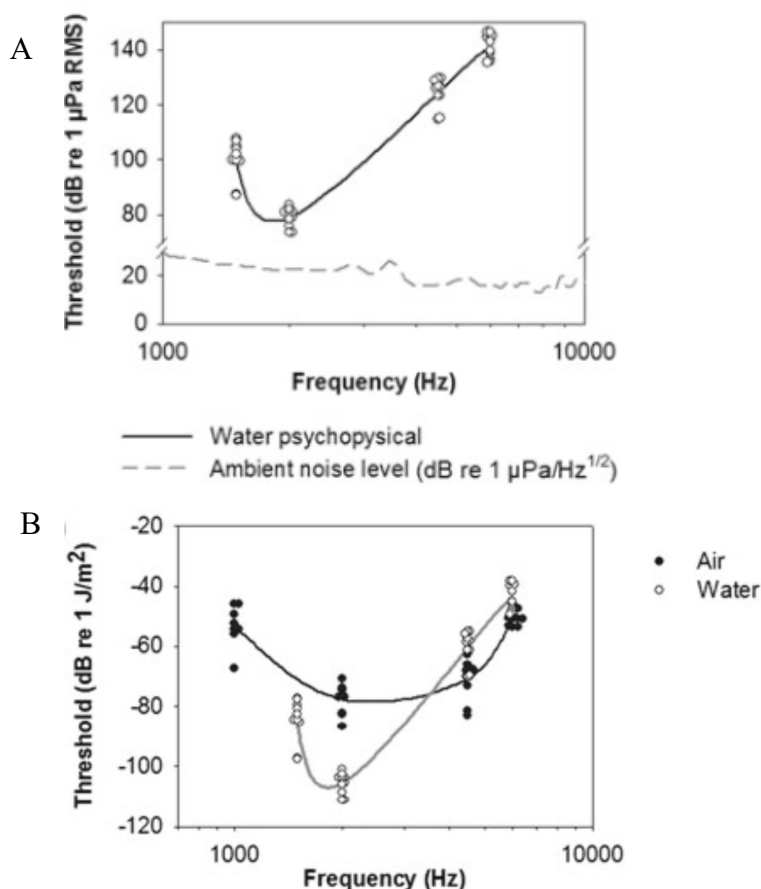 A
Threshold (dB re 1 µPa RMS)
140
120
100
80
20
0
1000
10000
Frequency (Hz)
Water psychopysical
Ambient noise level (dB re 1 µPa/Hz^1/2)
B
Threshold (dB re 1 J/m²)
-20
-40
-60
-80
-100
-120
1000
10000
Frequency (Hz)
Air
Water